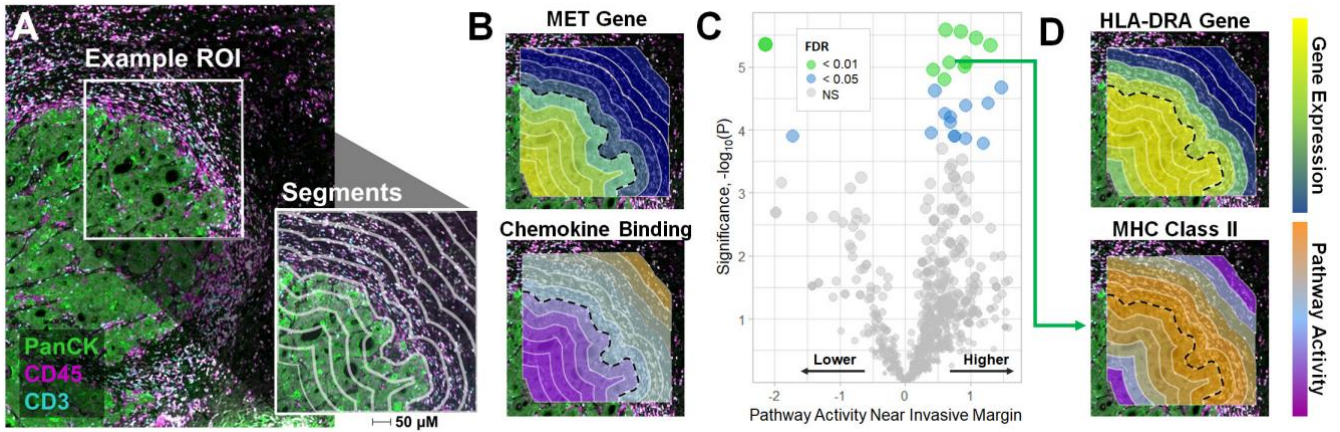 A
Example ROI
Segments
PanCK
CD45
CD3
50 µM
B
MET Gene
Chemokine Binding
C
FDR
< 0.01
< 0.05
NS
5
4
3
2
1
Significance, -log10(P)
Lower
Higher
-2
-1
0
1
Pathway Activity Near Invasive Margin
D
HLA-DRA Gene
MHC Class II
Gene Expression
Pathway Activity